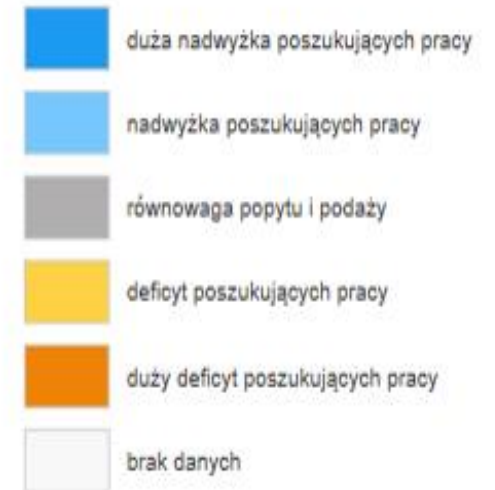 duża nadwyżka poszukujących pracy
nadwyżka poszukujących pracy
równowaga popytu i podaży
deficyt poszukujących pracy
duży deficyt poszukujących pracy
brak danych